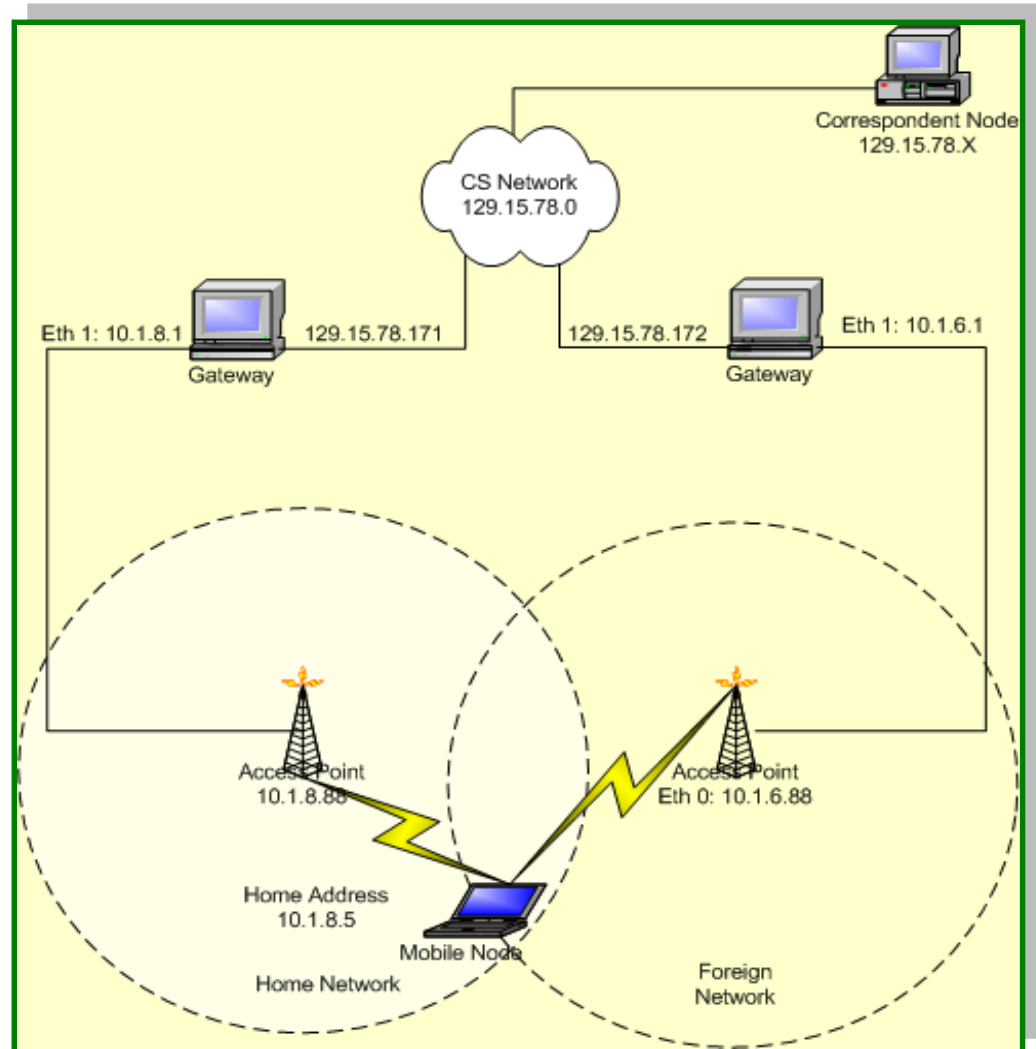 Correspondent Node
129.15.78.X
CS Network
129.15.78.0
Eth 1: 10.1.8.1
129.15.78.171
Gateway
129.15.78.172
Eth 1: 10.1.6.1
Gateway
Access Point
10.1.8.88
Access Point
Eth 0: 10.1.6.88
Home Address
10.1.8.5
Mobile Node
Home Network
Foreign
Network